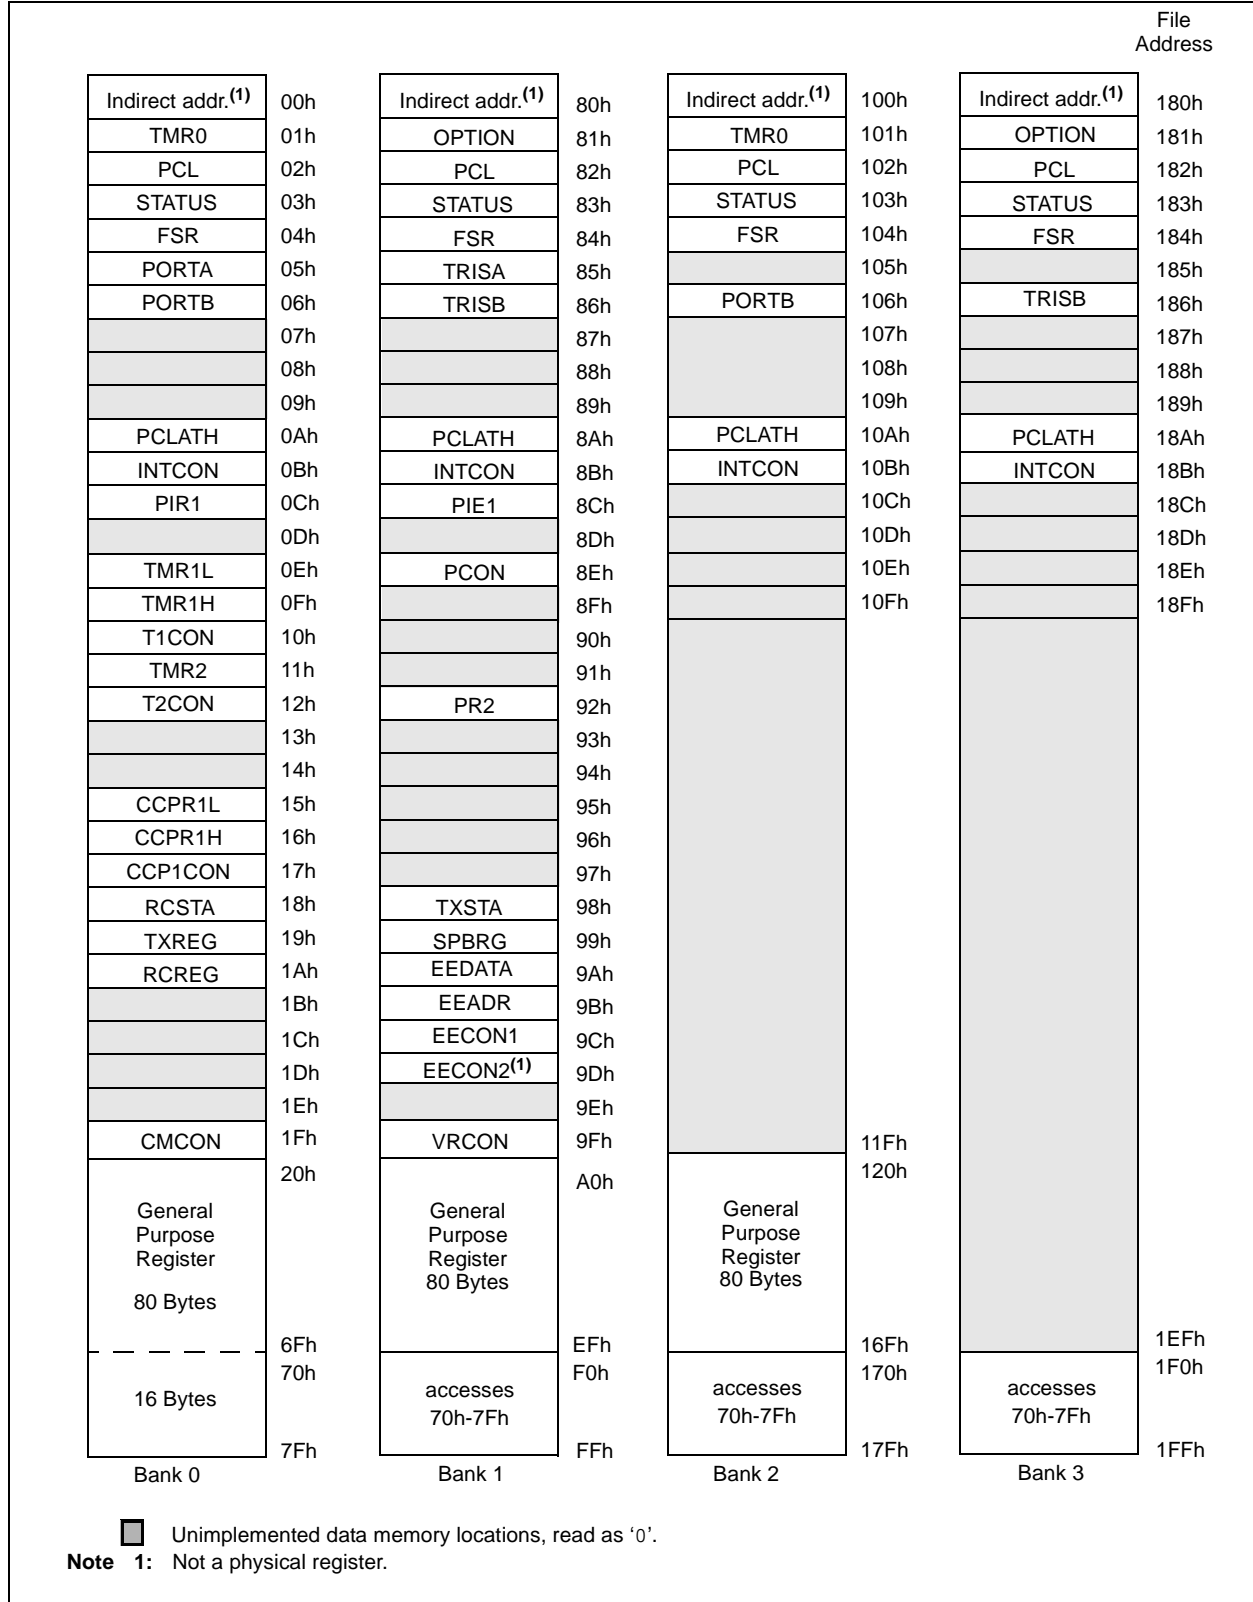 File
Address
Indirect addr.(1) 00h Indirect addr.(1) 80h Indirect addr.(1) 100h Indirect addr.(1) 180h
TMR0 01h OPTION 81h TMR0 101h OPTION 181h
PCL 02h PCL 82h PCL 102h PCL 182h
STATUS 03h STATUS 83h STATUS 103h STATUS 183h
FSR 04h FSR 84h FSR 104h FSR 184h
PORTA 05h TRISA 85h 105h 185h
PORTB 06h TRISB 86h PORTB 106h TRISB 186h
07h 87h 107h 187h
08h 88h 108h 188h
09h 89h 109h 189h
PCLATH 0Ah PCLATH 8Ah PCLATH 10Ah PCLATH 18Ah
INTCON 0Bh INTCON 8Bh INTCON 10Bh INTCON 18Bh
PIR1 0Ch PIE1 8Ch 10Ch 18Ch
0Dh 8Dh 10Dh 18Dh
TMR1L 0Eh PCON 8Eh 10Eh 18Eh
TMR1H 0Fh 8Fh 10Fh 18Fh
T1CON 10h 90h
TMR2 11h 91h
T2CON 12h PR2 92h
13h 93h
14h 94h
CCPR1L 15h 95h
CCPR1H 16h 96h
CCP1CON 17h 97h
RCSTA 18h TXSTA 98h
TXREG 19h SPBRG 99h
RCREG 1Ah EEDATA 9Ah
1Bh EEADR 9Bh
1Ch EECON1 9Ch
1Dh EECON2(1) 9Dh
1Eh 9Eh
CMCON 1Fh VRCON 9Fh 11Fh
20h A0h 120h
General General General
Purpose Purpose Purpose
Register Register Register
80 Bytes 80 Bytes 80 Bytes
6Fh EFh 16Fh 1EFh
70h F0h 170h 1F0h
16 Bytes accesses accesses accesses
70h-7Fh 70h-7Fh 70h-7Fh
7Fh FFh 17Fh 1FFh
Bank 0 Bank 1 Bank 2 Bank 3
Unimplemented data memory locations, read as ‘0’.
Note 1: Not a physical register.